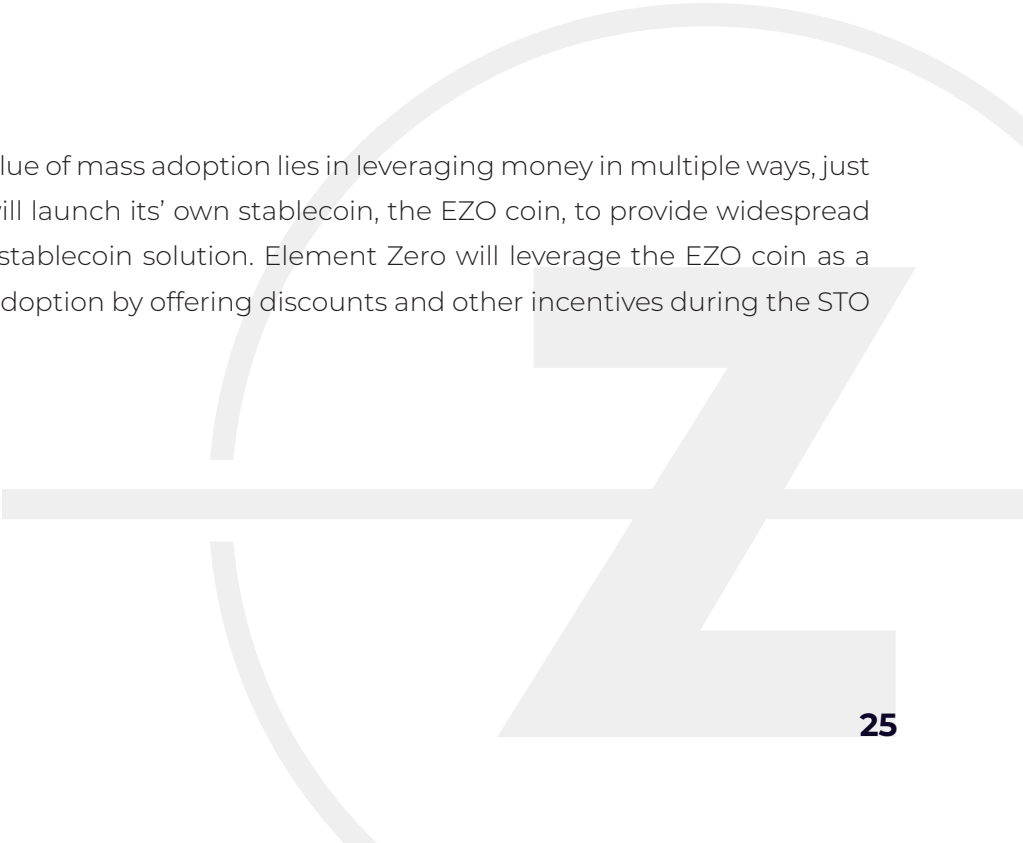 lue of mass adoption lies in leveraging money in multiple ways, just
ill launch its’ own stablecoin, the EZO coin, to provide widespread
stablecoin solution. Element Zero will leverage the EZO coin as a
doption by offering discounts and other incentives during the STO
Z
25